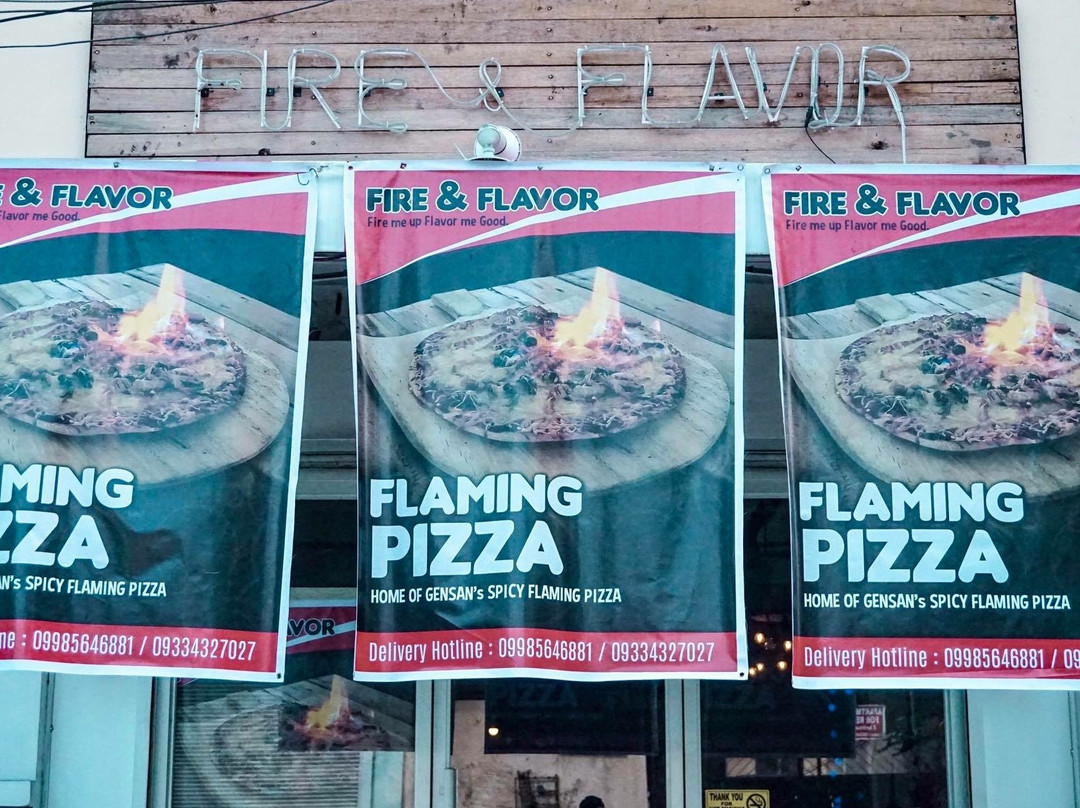 FIRE & FLAVOR
& FLAVOR
Flavor me Good.
MING
ZZA
AN's SPICY FLAMING PIZZA
ne : 09985646881 / 09334327027
FIRE & FLAVOR
Fire me up Flavor me Good.
FLAMING
PIZZA
HOME OF GENSAN's SPICY FLAMING PIZZA
Delivery Hotline : 09985646881 / 09334327027
FIRE & FLAVOR
Fire me up Flavor me Good.
FLAMING
PIZZA
HOME OF GENSAN's SPICY FLAMING PIZZA
Delivery Hotline : 09985646881 / 09
VOR
PIZZA
THANK YOU
FOR